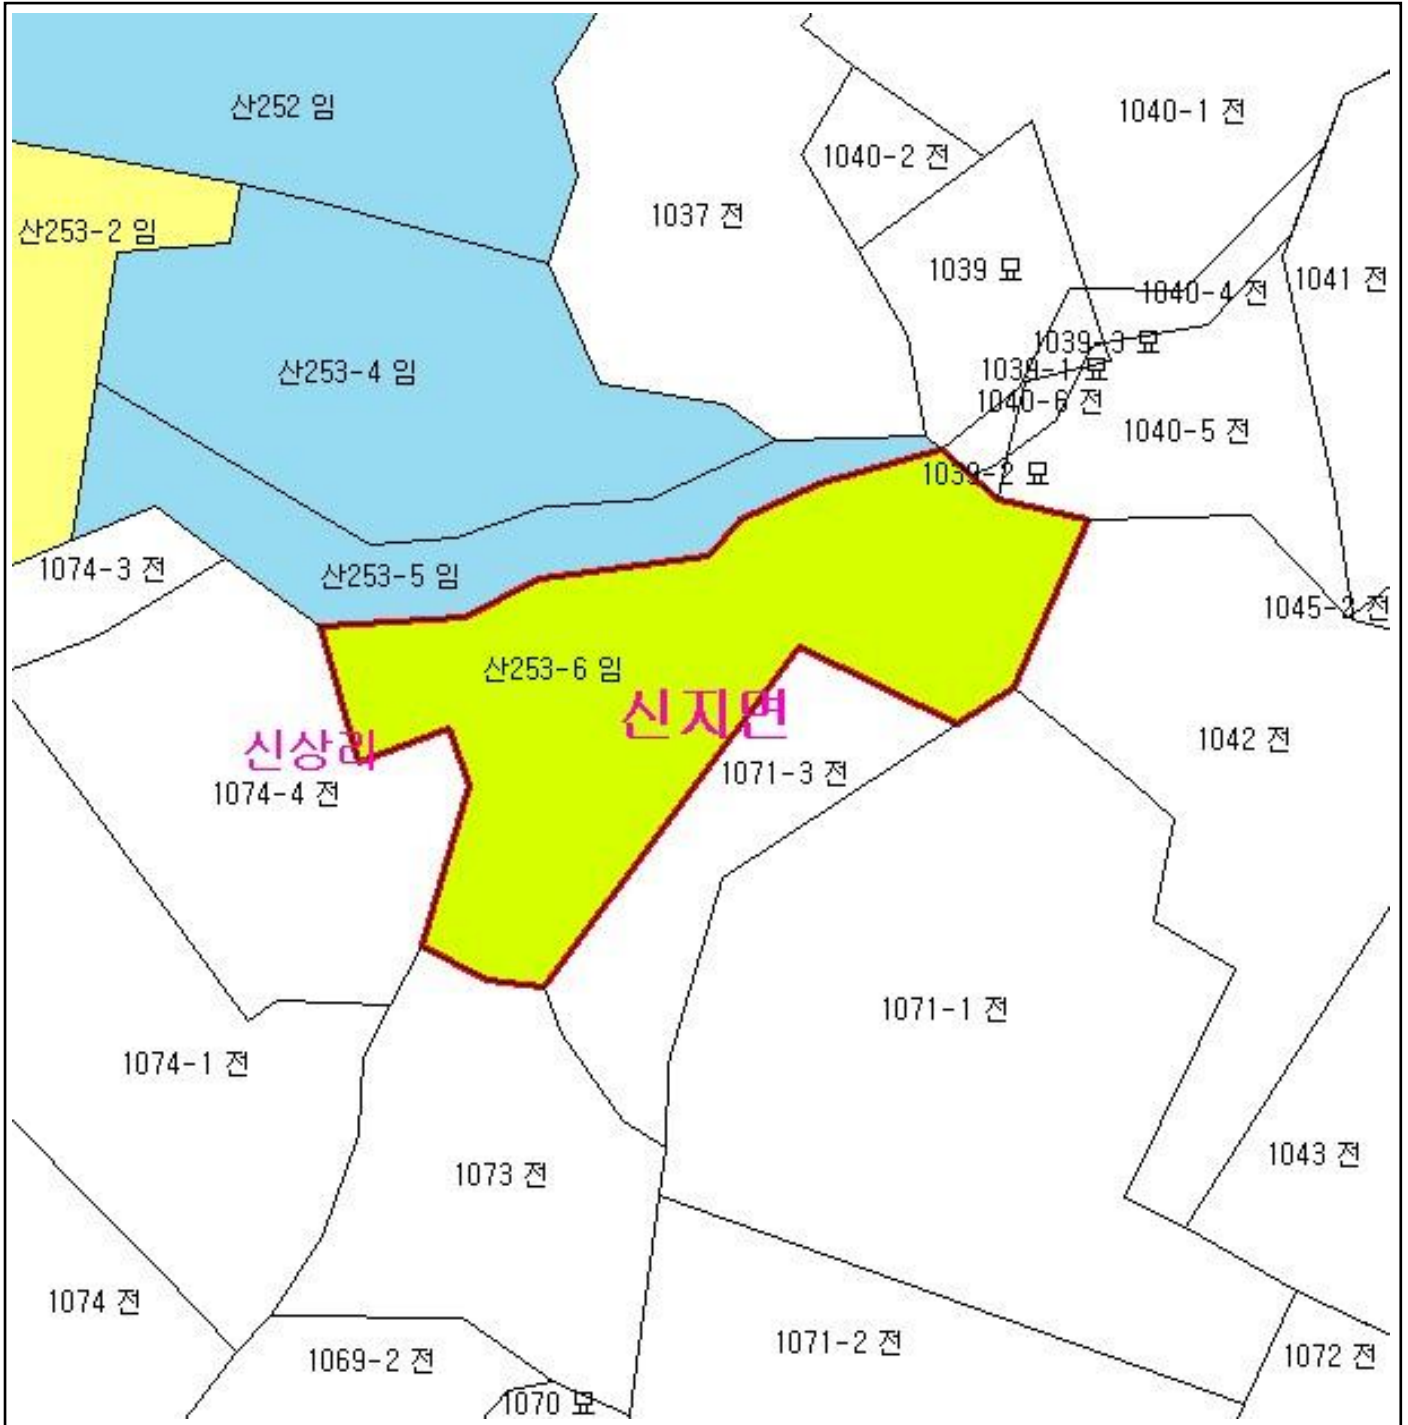 산252 임
1040-1 전
1040-2 전
산253-2 임
1037 전
1039 묘
1041 전
1040-4 전
1039-3 묘
산253-4 임
1039-1 묘
1040-6 전
1040-5 전
1039-2 묘
1074-3 전
산253-5 임
1045-2 전
산253-6 임
신지면
신상리
1042 전
1071-3 전
1074-4 전
1071-1 전
1074-1 전
1043 전
1073 전
1074 전
1071-2 전
1069-2 전
1072 전
1070 묘